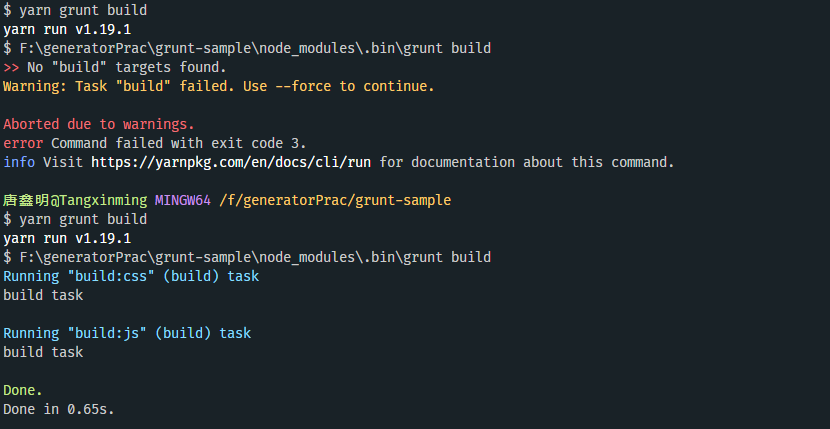 $ yarn grunt build
yarn run v1.19.1
$ F:\generatorPrac\grunt-sample\node_modules\.bin\grunt build
>> No "build" targets found.
Warning: Task "build" failed. Use --force to continue.
Aborted due to warnings.
error Command failed with exit code 3.
info Visit https://yarnpkg.com/en/docs/cli/run for documentation about this command.
唐鑫明@Tangxinming MINGW64 /f/generatorPrac/grunt-sample
$ yarn grunt build
yarn run v1.19.1
$ F:\generatorPrac\grunt-sample\node_modules\.bin\grunt build
Running "build:css" (build) task
build task
Running "build:js" (build) task
build task
Done.
Done in 0.65s.